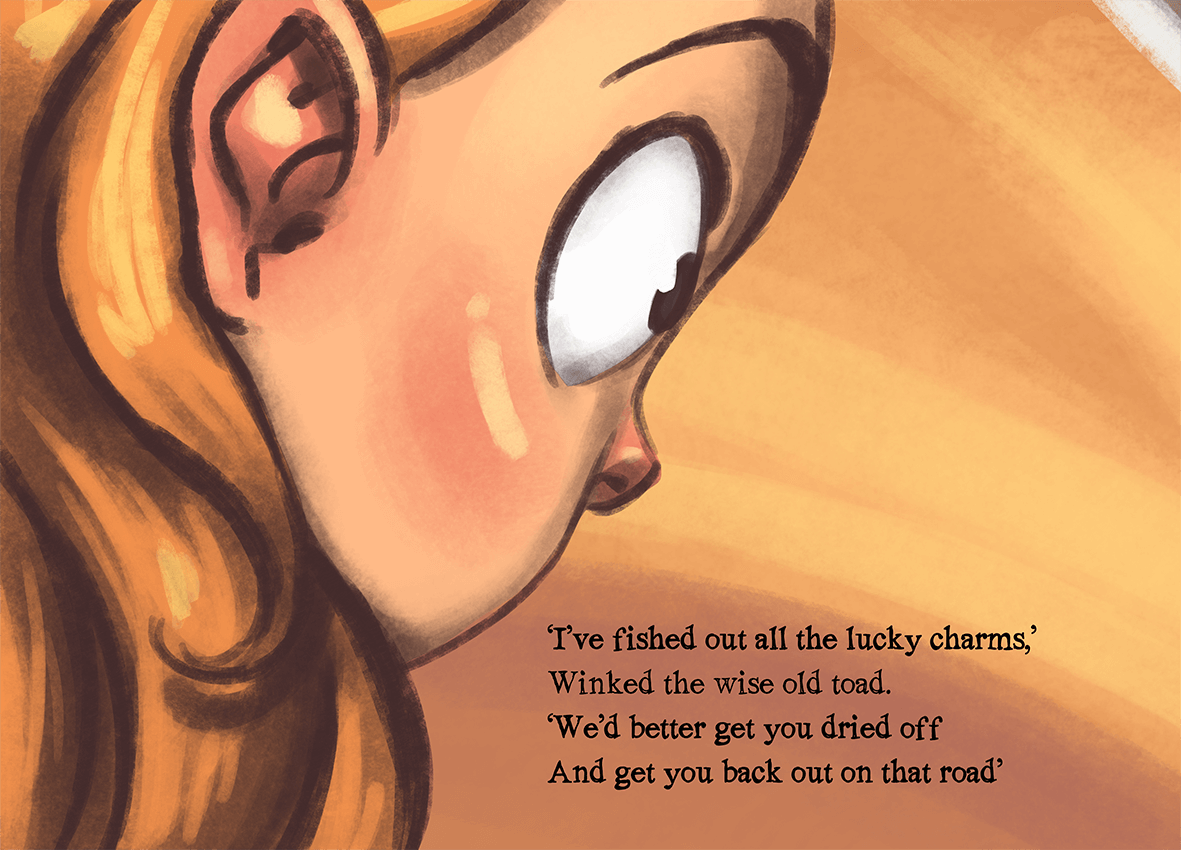 ‘I’ve fished out all the lucky charms,’
Winked the wise old toad.
‘We’d better get you dried off
And get you back out on that road’